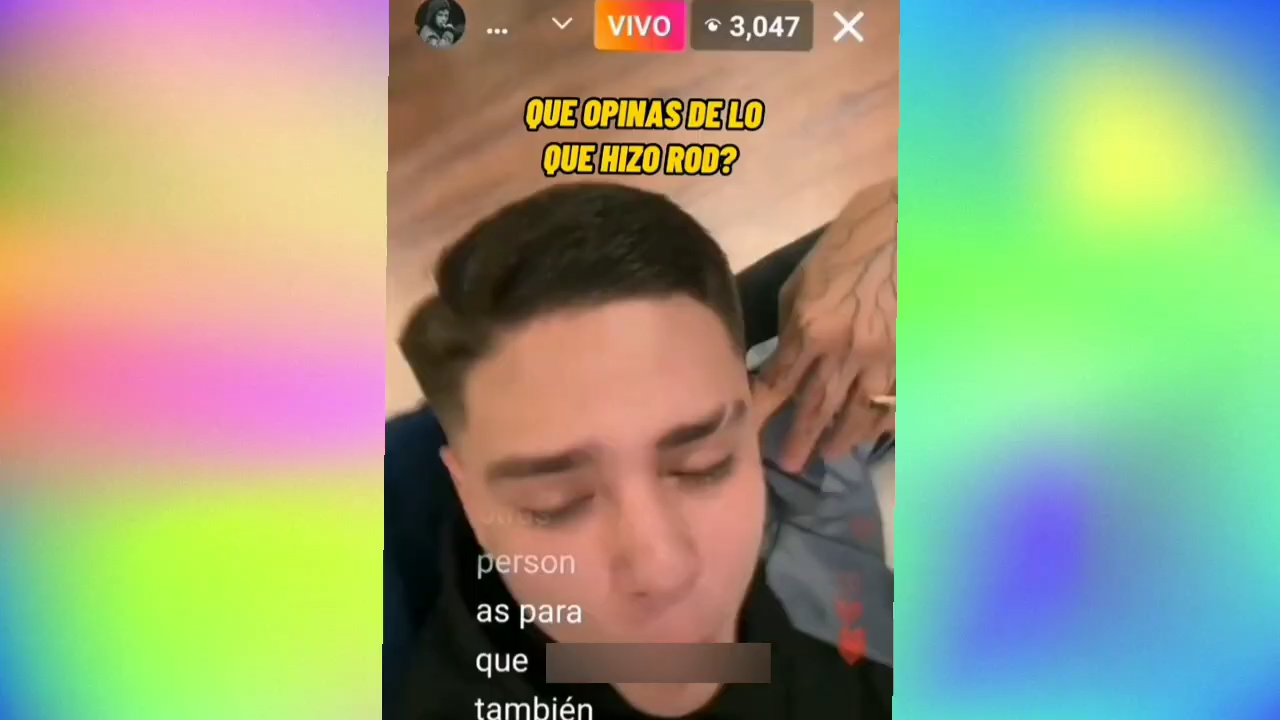 ...
VIVO
3,047
QUE OPINAS DE LO
QUE HIZO ROD?
person
as para
que
también